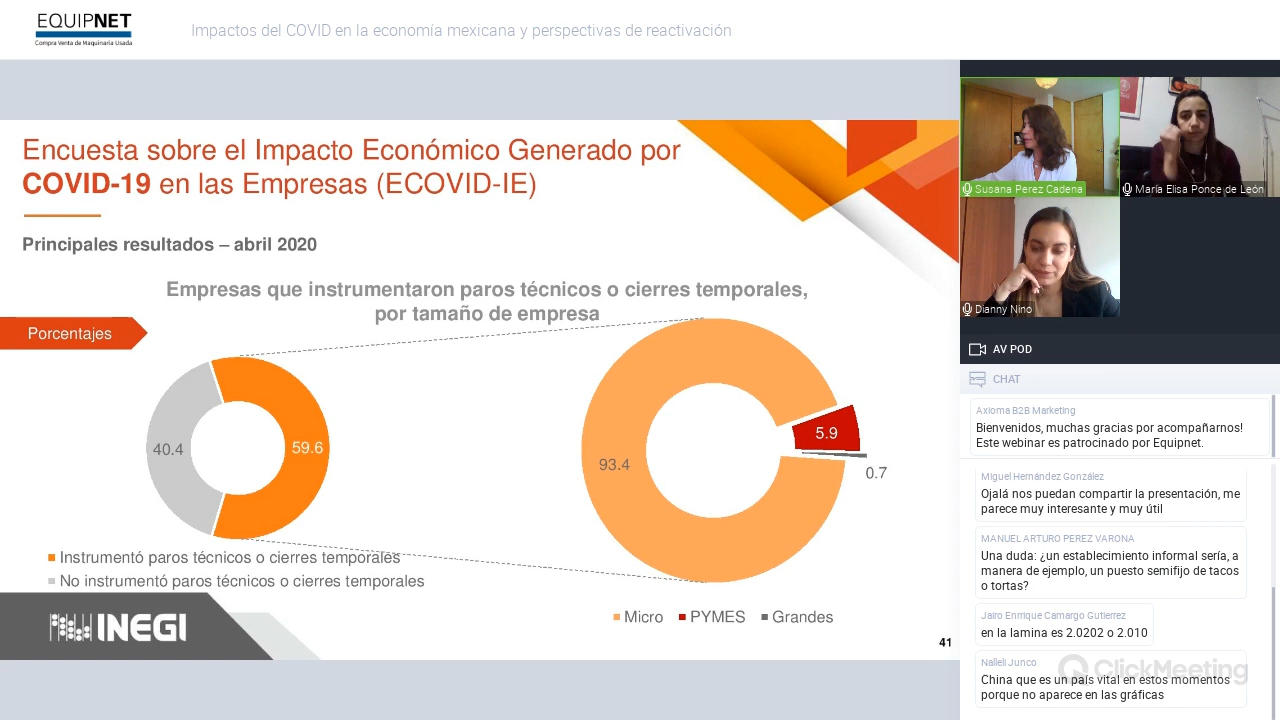 EQUIPNET
Compra Venta de Maquinaria Usada
Impactos del COVID en la economía mexicana y perspectivas de reactivación
Encuesta sobre el Impacto Económico Generado por
COVID-19 en las Empresas (ECOVID-IE)
Principales resultados – abril 2020
Empresas que instrumentaron paros técnicos o cierres temporales,
por tamaño de empresa
Porcentajes
40.4
59.6
93.4
5.9
0.7
Instrumentó paros técnicos o cierres temporales
No instrumentó paros técnicos o cierres temporales
Micro
PYMES
Grandes
INEGI
41
Susana Perez Cadena
María Elisa Ponce de León
Dianny Nino
AV POD
CHAT
Axioma B2B Marketing
Bienvenidos, muchas gracias por acompañarnos!
Este webinar es patrocinado por Equipnet.
Miguel Hernández González
Ojalá nos puedan compartir la presentación, me
parece muy interesante y muy útil
MANUEL ARTURO PEREZ VARONA
Una duda: ¿un establecimiento informal sería, a
manera de ejemplo, un puesto semifijo de tacos
o tortas?
Jairo Enrrique Camargo Gutierrez
en la lamina es 2.0202 o 2.010
Nalleli Junco
China que es un país vital en estos momentos
porque no aparece en las gráficas
ClickMeeting